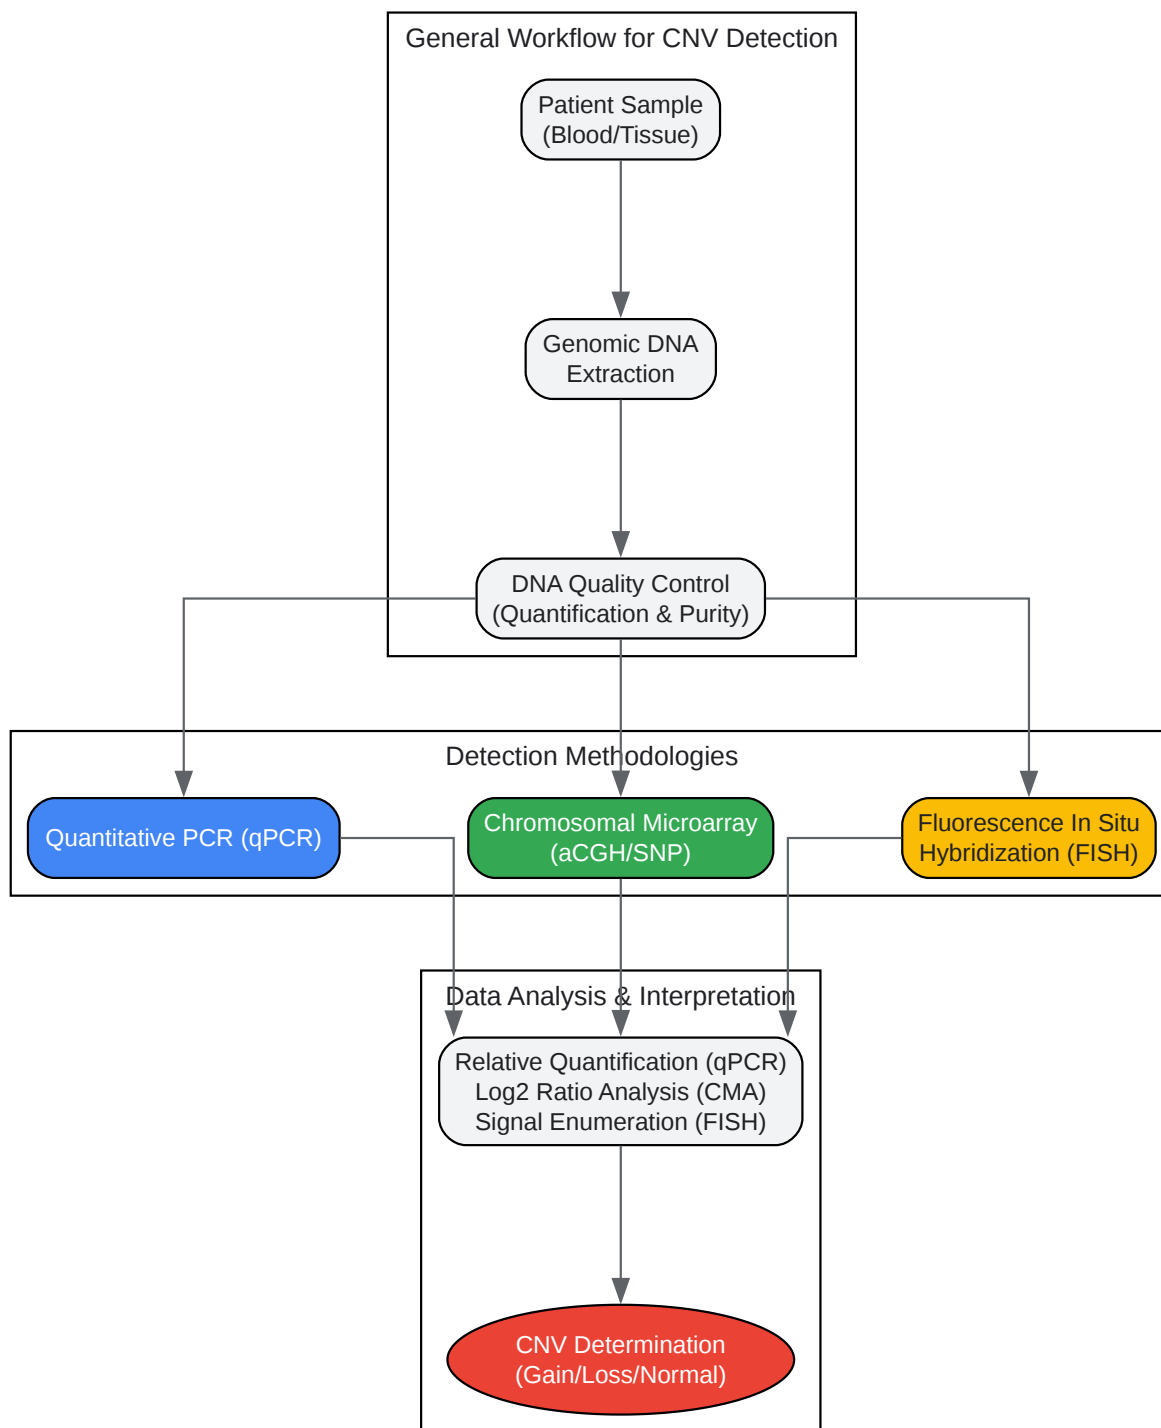 General Workflow for CNV Detection
Patient Sample
(Blood/Tissue)
Genomic DNA
Extraction
DNA Quality Control
(Quantification & Purity)
Detection Methodologies
Quantitative PCR (qPCR)
Chromosomal Microarray
(aCGH/SNP)
Fluorescence In Situ
Hybridization (FISH)
Data Analysis & Interpretation
Relative Quantification (qPCR)
Log2 Ratio Analysis (CMA)
Signal Enumeration (FISH)
CNV Determination
(Gain/Loss/Normal)